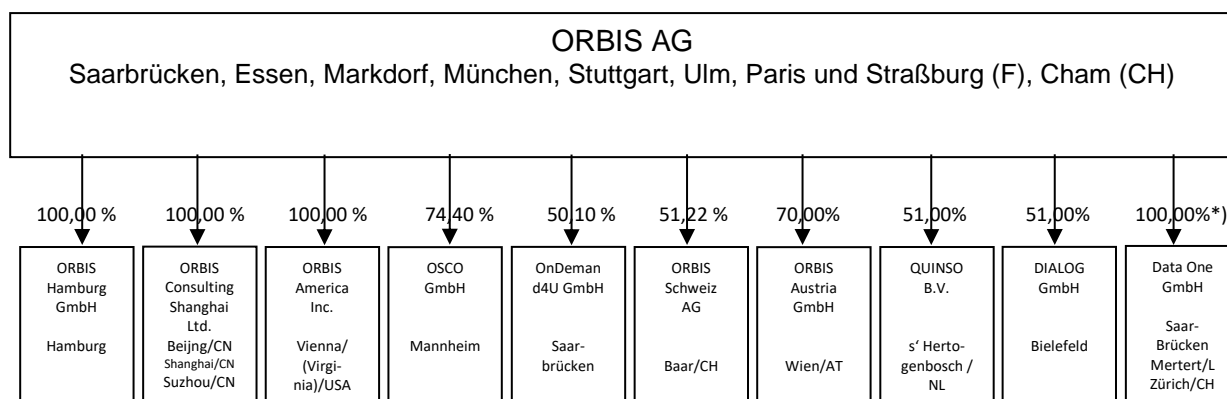 ORBIS AG
Saarbrücken, Essen, Markdorf, München, Stuttgart, Ulm, Paris und Straßburg (F), Cham (CH)
100,00 %
100,00 %
100,00 %
74,40 %
50,10 %
51,22 %
70,00%
51,00%
51,00%
100,00%*)
ORBIS
Hamburg
GmbH
Hamburg
ORBIS
Consulting
Shanghai
Ltd.
Beijng/CN
Shanghai/CN
Suzhou/CN
ORBIS
America
Inc.
Vienna/
(Virgi-
nia)/USA
OSCO
GmbH
Mannheim
OnDeman
d4U GmbH
Saar-
brücken
ORBIS
Schweiz
AG
Baar/CH
ORBIS
Austria
GmbH
Wien/AT
QUINSO
B.V.
s‘ Herto-
genbosch /
NL
DIALOG
GmbH
Bielefeld
Data One
GmbH
Saar-
Brücken
Mertert/L
Zürich/CH